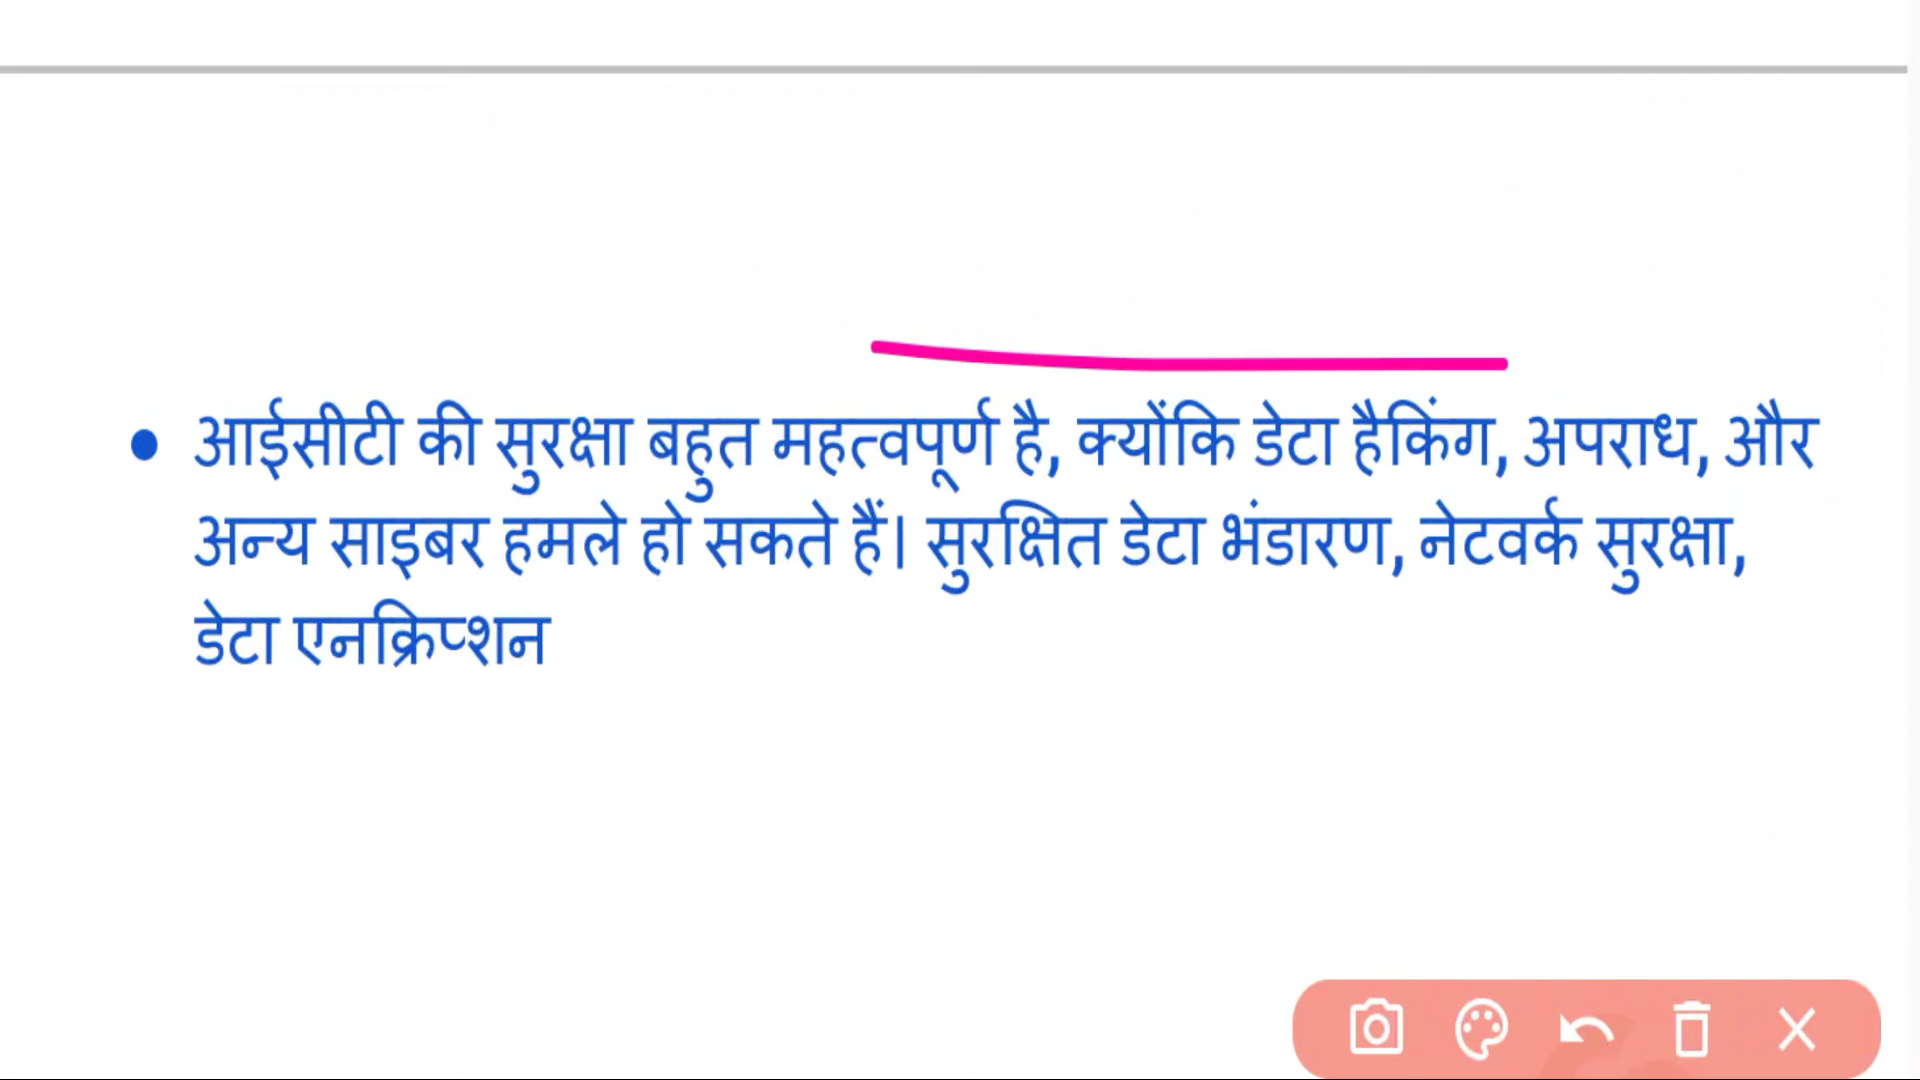 • आईसीटी की सुरक्षा बहुत महत्वपूर्ण है, क्योंकि डेटा हैकिंग, अपराध, और
अन्य साइबर हमले हो सकते हैं। सुरक्षित डेटा भंडारण, नेटवर्क सुरक्षा,
डेटा एनक्रिप्शन